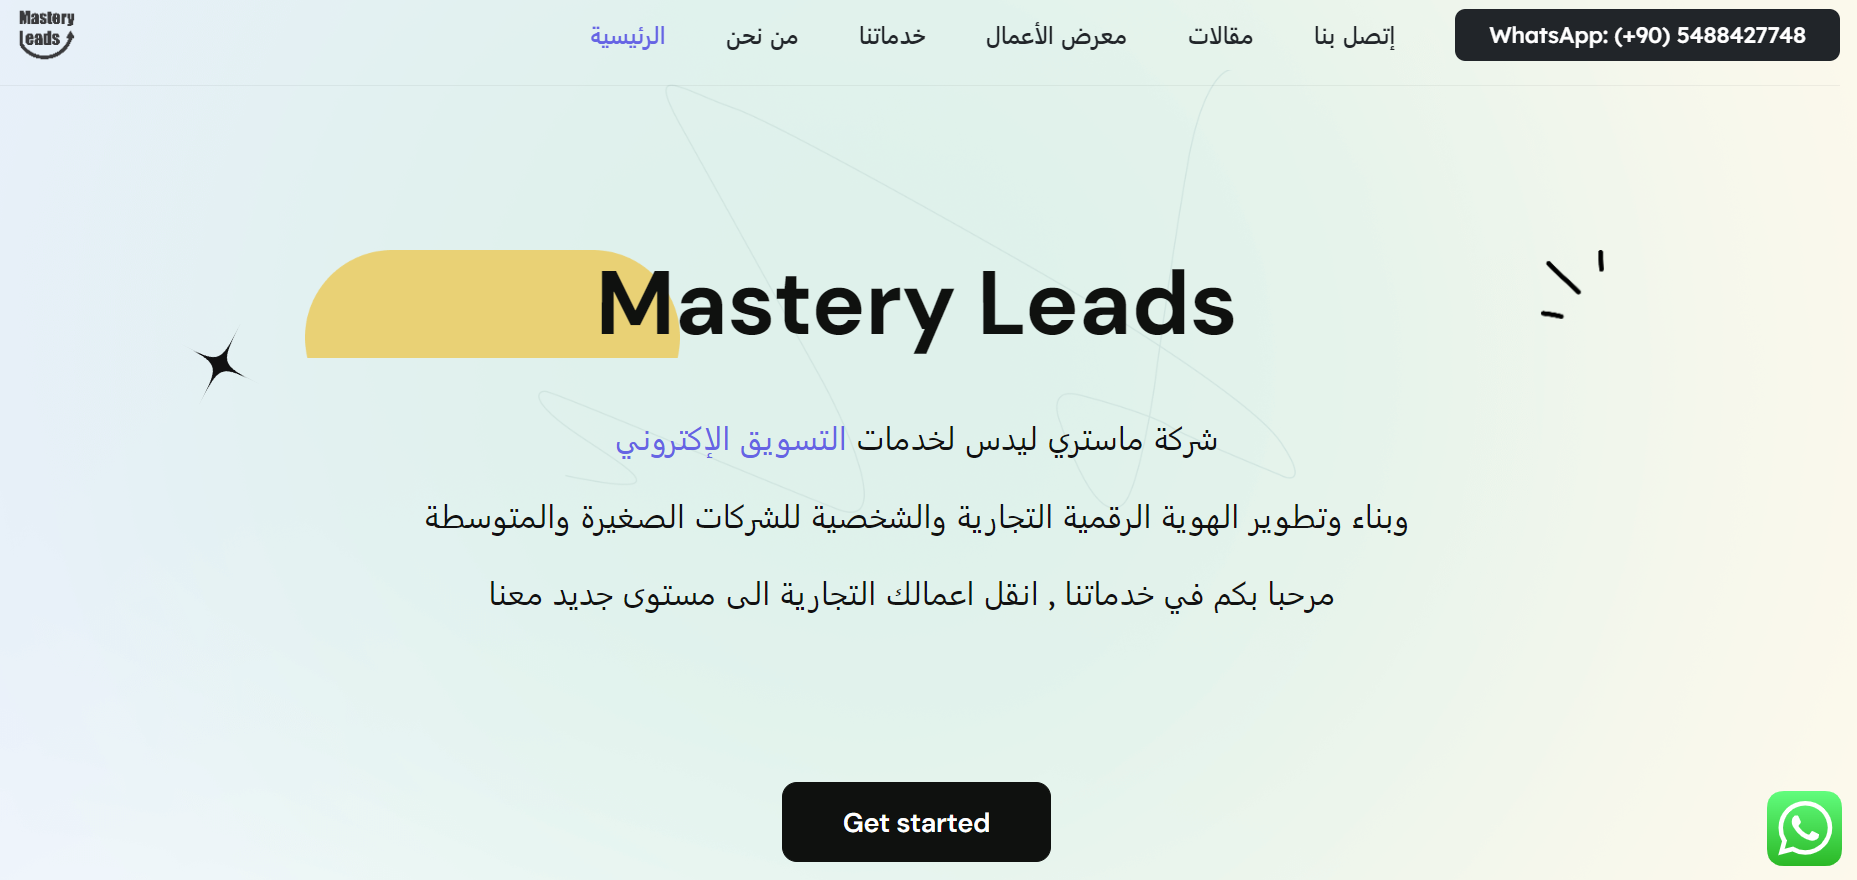 Mastery
Leads
الرئيسية
من نحن
خدماتنا
معرض الأعمال
مقالات
إتصل بنا
WhatsApp: (+90) 5488427748
Mastery Leads
شركة ماستري ليدس لخدمات التسويق الإكتروني
وبناء وتطوير الهوية الرقمية التجارية والشخصية للشركات الصغيرة والمتوسطة
مرحبا بكم في خدماتنا , انقل اعمالك التجارية الى مستوى جديد معنا
Get started